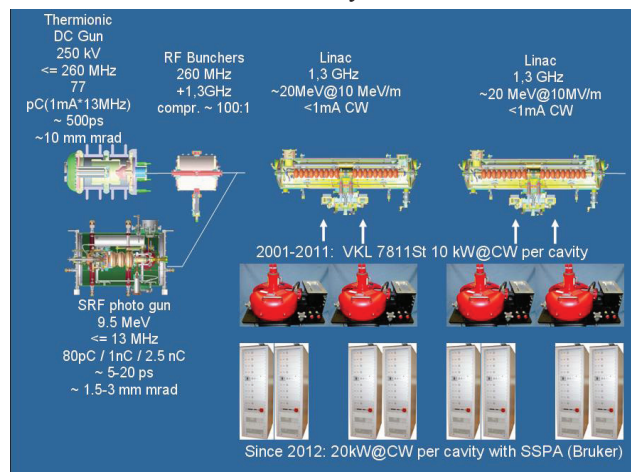 Thermionic
DC Gun
250 kV
<= 260 MHz
77
pC(1mA*13MHz)
~ 500ps
~10 mm mrad
RF Bunchers
260 MHz
+1,3GHz
compr. ~ 100:1
Linac
1,3 GHz
~20MeV@10 MeV/m
<1mA CW
Linac
1,3 GHz
~20 MeV@10MV/m
<1mA CW
2001-2011:  VKL 7811St 10 kW@CW per cavity
SRF photo gun
9.5 MeV
<= 13 MHz
80pC / 1nC / 2.5 nC
~ 5-20 ps
~ 1.5-3 mm mrad
Since 2012: 20kW@CW per cavity with SSPA (Bruker)